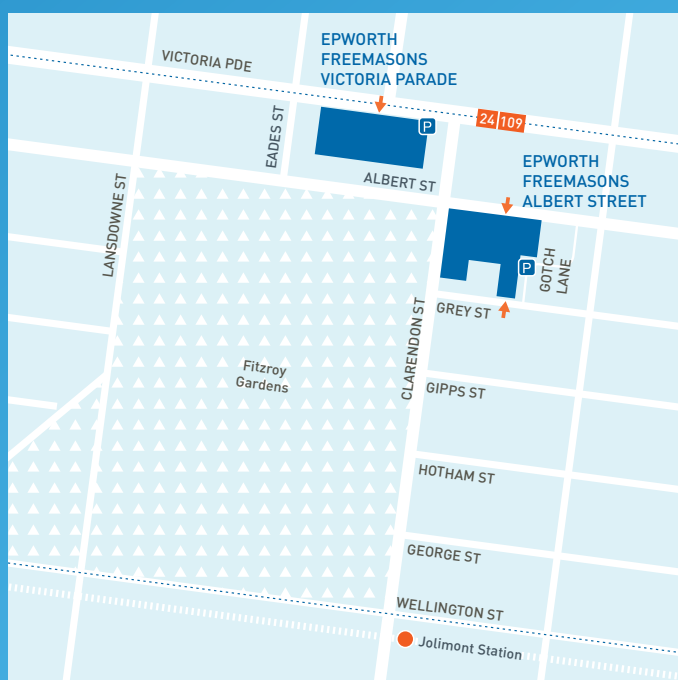 VICTORIA PDE
EPWORTH
FREEMASONS
VICTORIA PARADE
24 109
EADES ST
P
ALBERT ST
EPWORTH
FREEMASONS
ALBERT STREET
LANSDOWNE ST
P
GOTCH
LANE
GREY ST
CLARENDON ST
Fitzroy
Gardens
GIPPS ST
HOTHAM ST
GEORGE ST
WELLINGTON ST
Jolimont Station